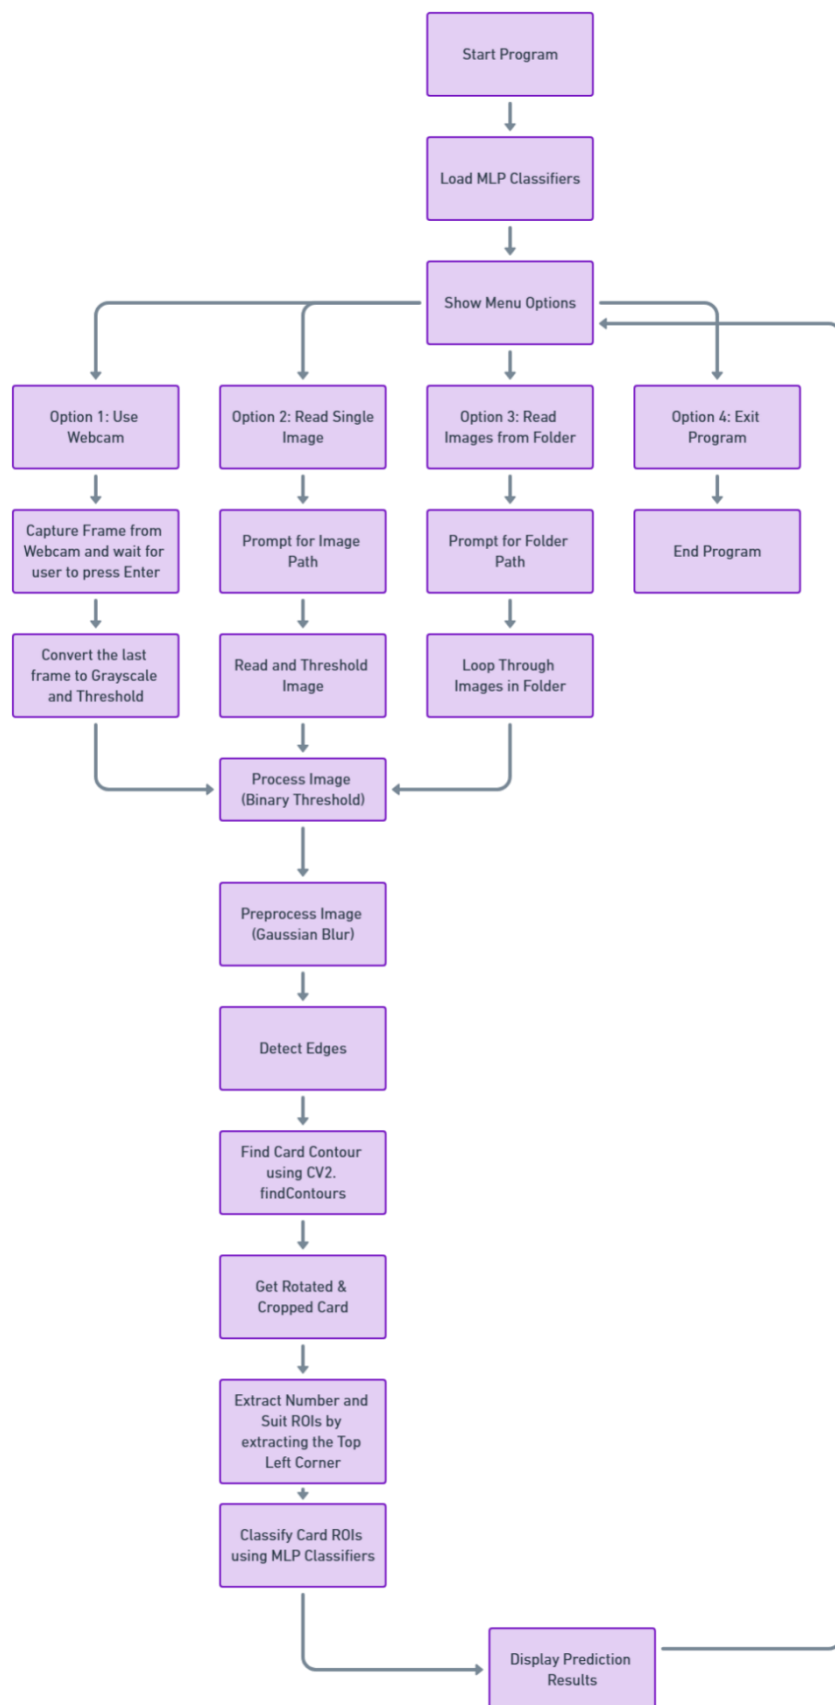 Start Program
Load MLP Classifiers
Show Menu Options
Option 1: Use
Webcam
Option 2: Read Single
Image
Option 3: Read
Images from Folder
Option 4: Exit
Program
Capture Frame from
Webcam and wait for
user to press Enter
Prompt for Image
Path
Prompt for Folder
Path
End Program
Convert the last
frame to Grayscale
and Threshold
Read and Threshold
Image
Loop Through
Images in Folder
Process Image
(Binary Threshold)
Preprocess Image
(Gaussian Blur)
Detect Edges
Find Card Contour
using CV2.
findContours
Get Rotated &
Cropped Card
Extract Number and
Suit ROIs by
extracting the Top
Left Corner
Classify Card ROIs
using MLP Classifiers
Display Prediction
Results